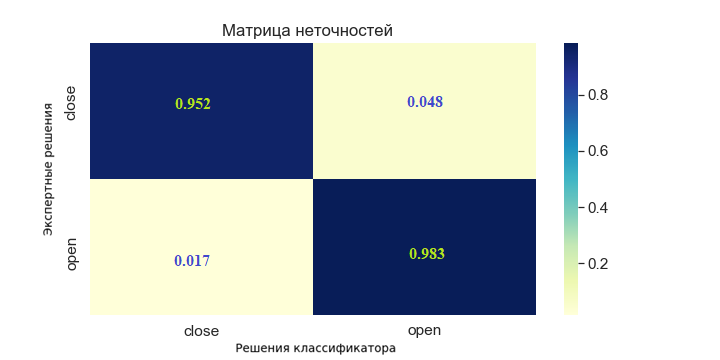 Матрица неточностей
Экспертные решения
close
0.952
0.048
open
0.017
0.983
close
open
Решения классификатора
0.8
0.6
0.4
0.2